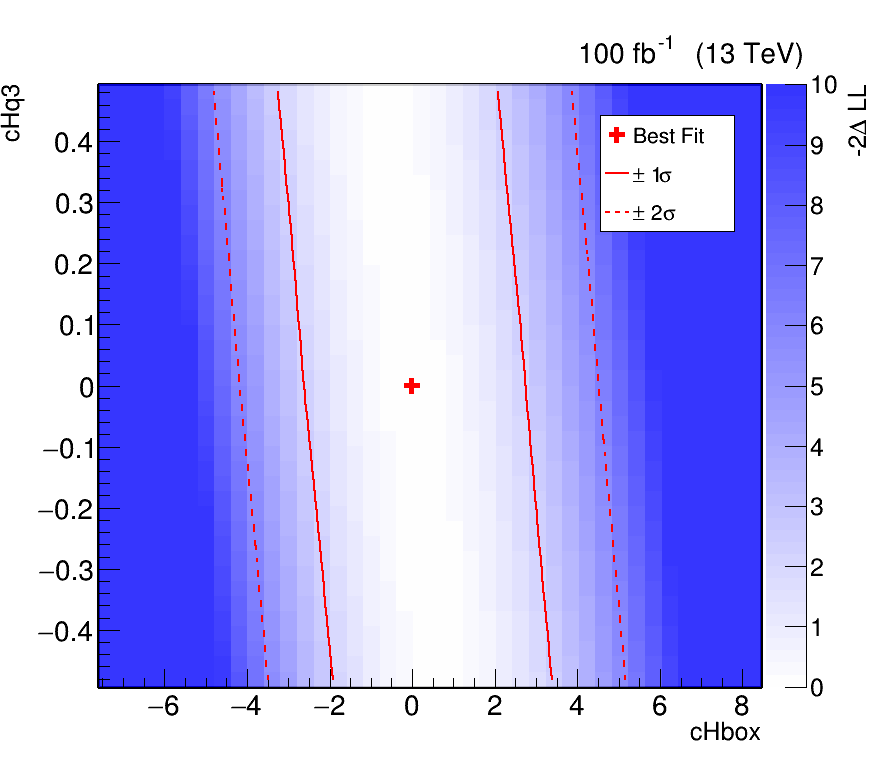 100 fb⁻¹ (13 TeV)
cHq3
-2Δ LL
Best Fit
± 1σ
± 2σ
0.4
0.3
0.2
0.1
0
−0.1
−0.2
−0.3
−0.4
10
9
8
7
6
5
4
3
2
1
0
−6 −4 −2 0 2 4 6 8
cHbox